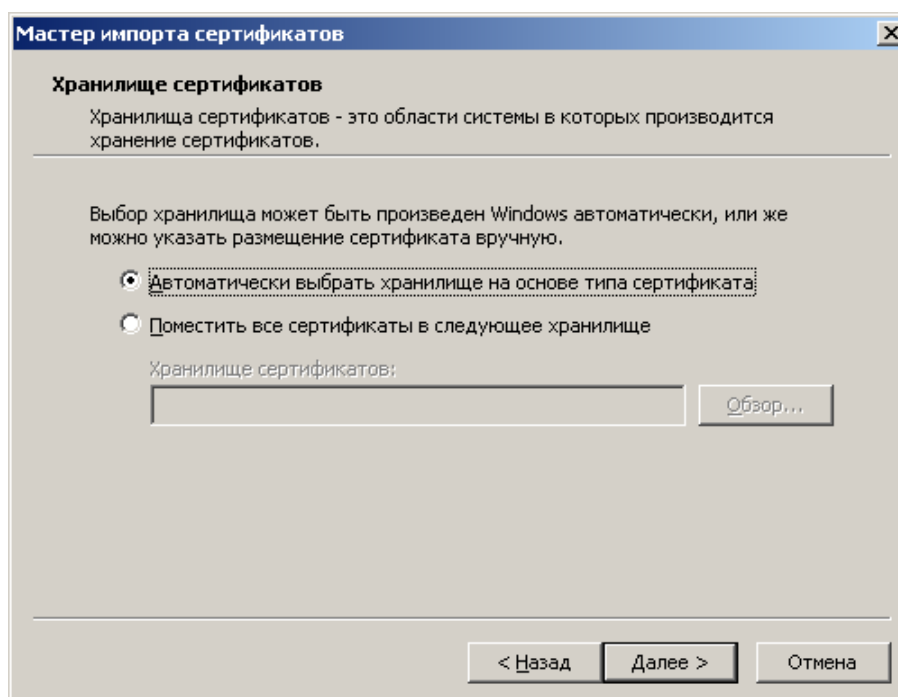 Мастер импорта сертификатов
Хранилище сертификатов
Хранилища сертификатов - это области системы в которых производится
хранение сертификатов.
Выбор хранилища может быть произведен Windows автоматически, или же
можно указать размещение сертификата вручную.
Автоматически выбрать хранилище на основе типа сертификата
Поместить все сертификаты в следующее хранилище
Хранилище сертификатов:
Обзор...
< Назад
Далее >
Отмена